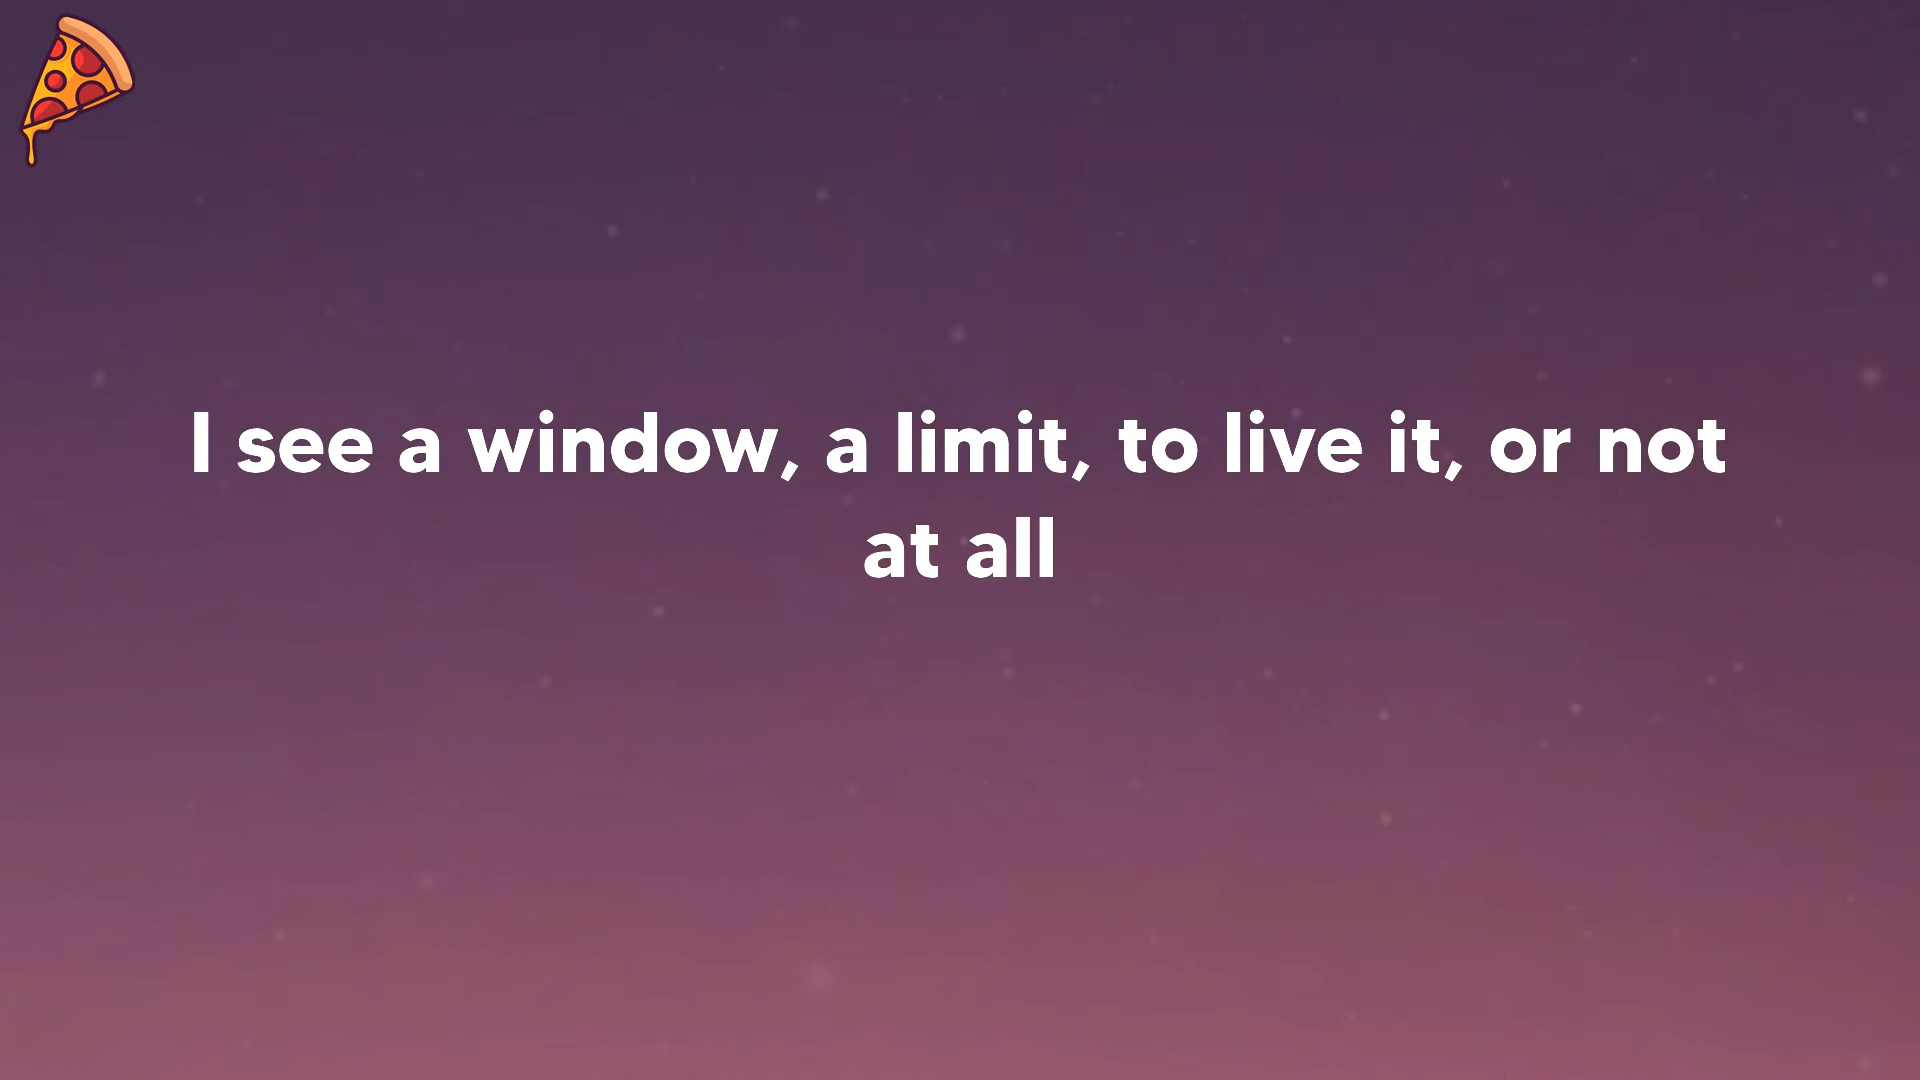 I see a window, a limit, to live it, or not
at all